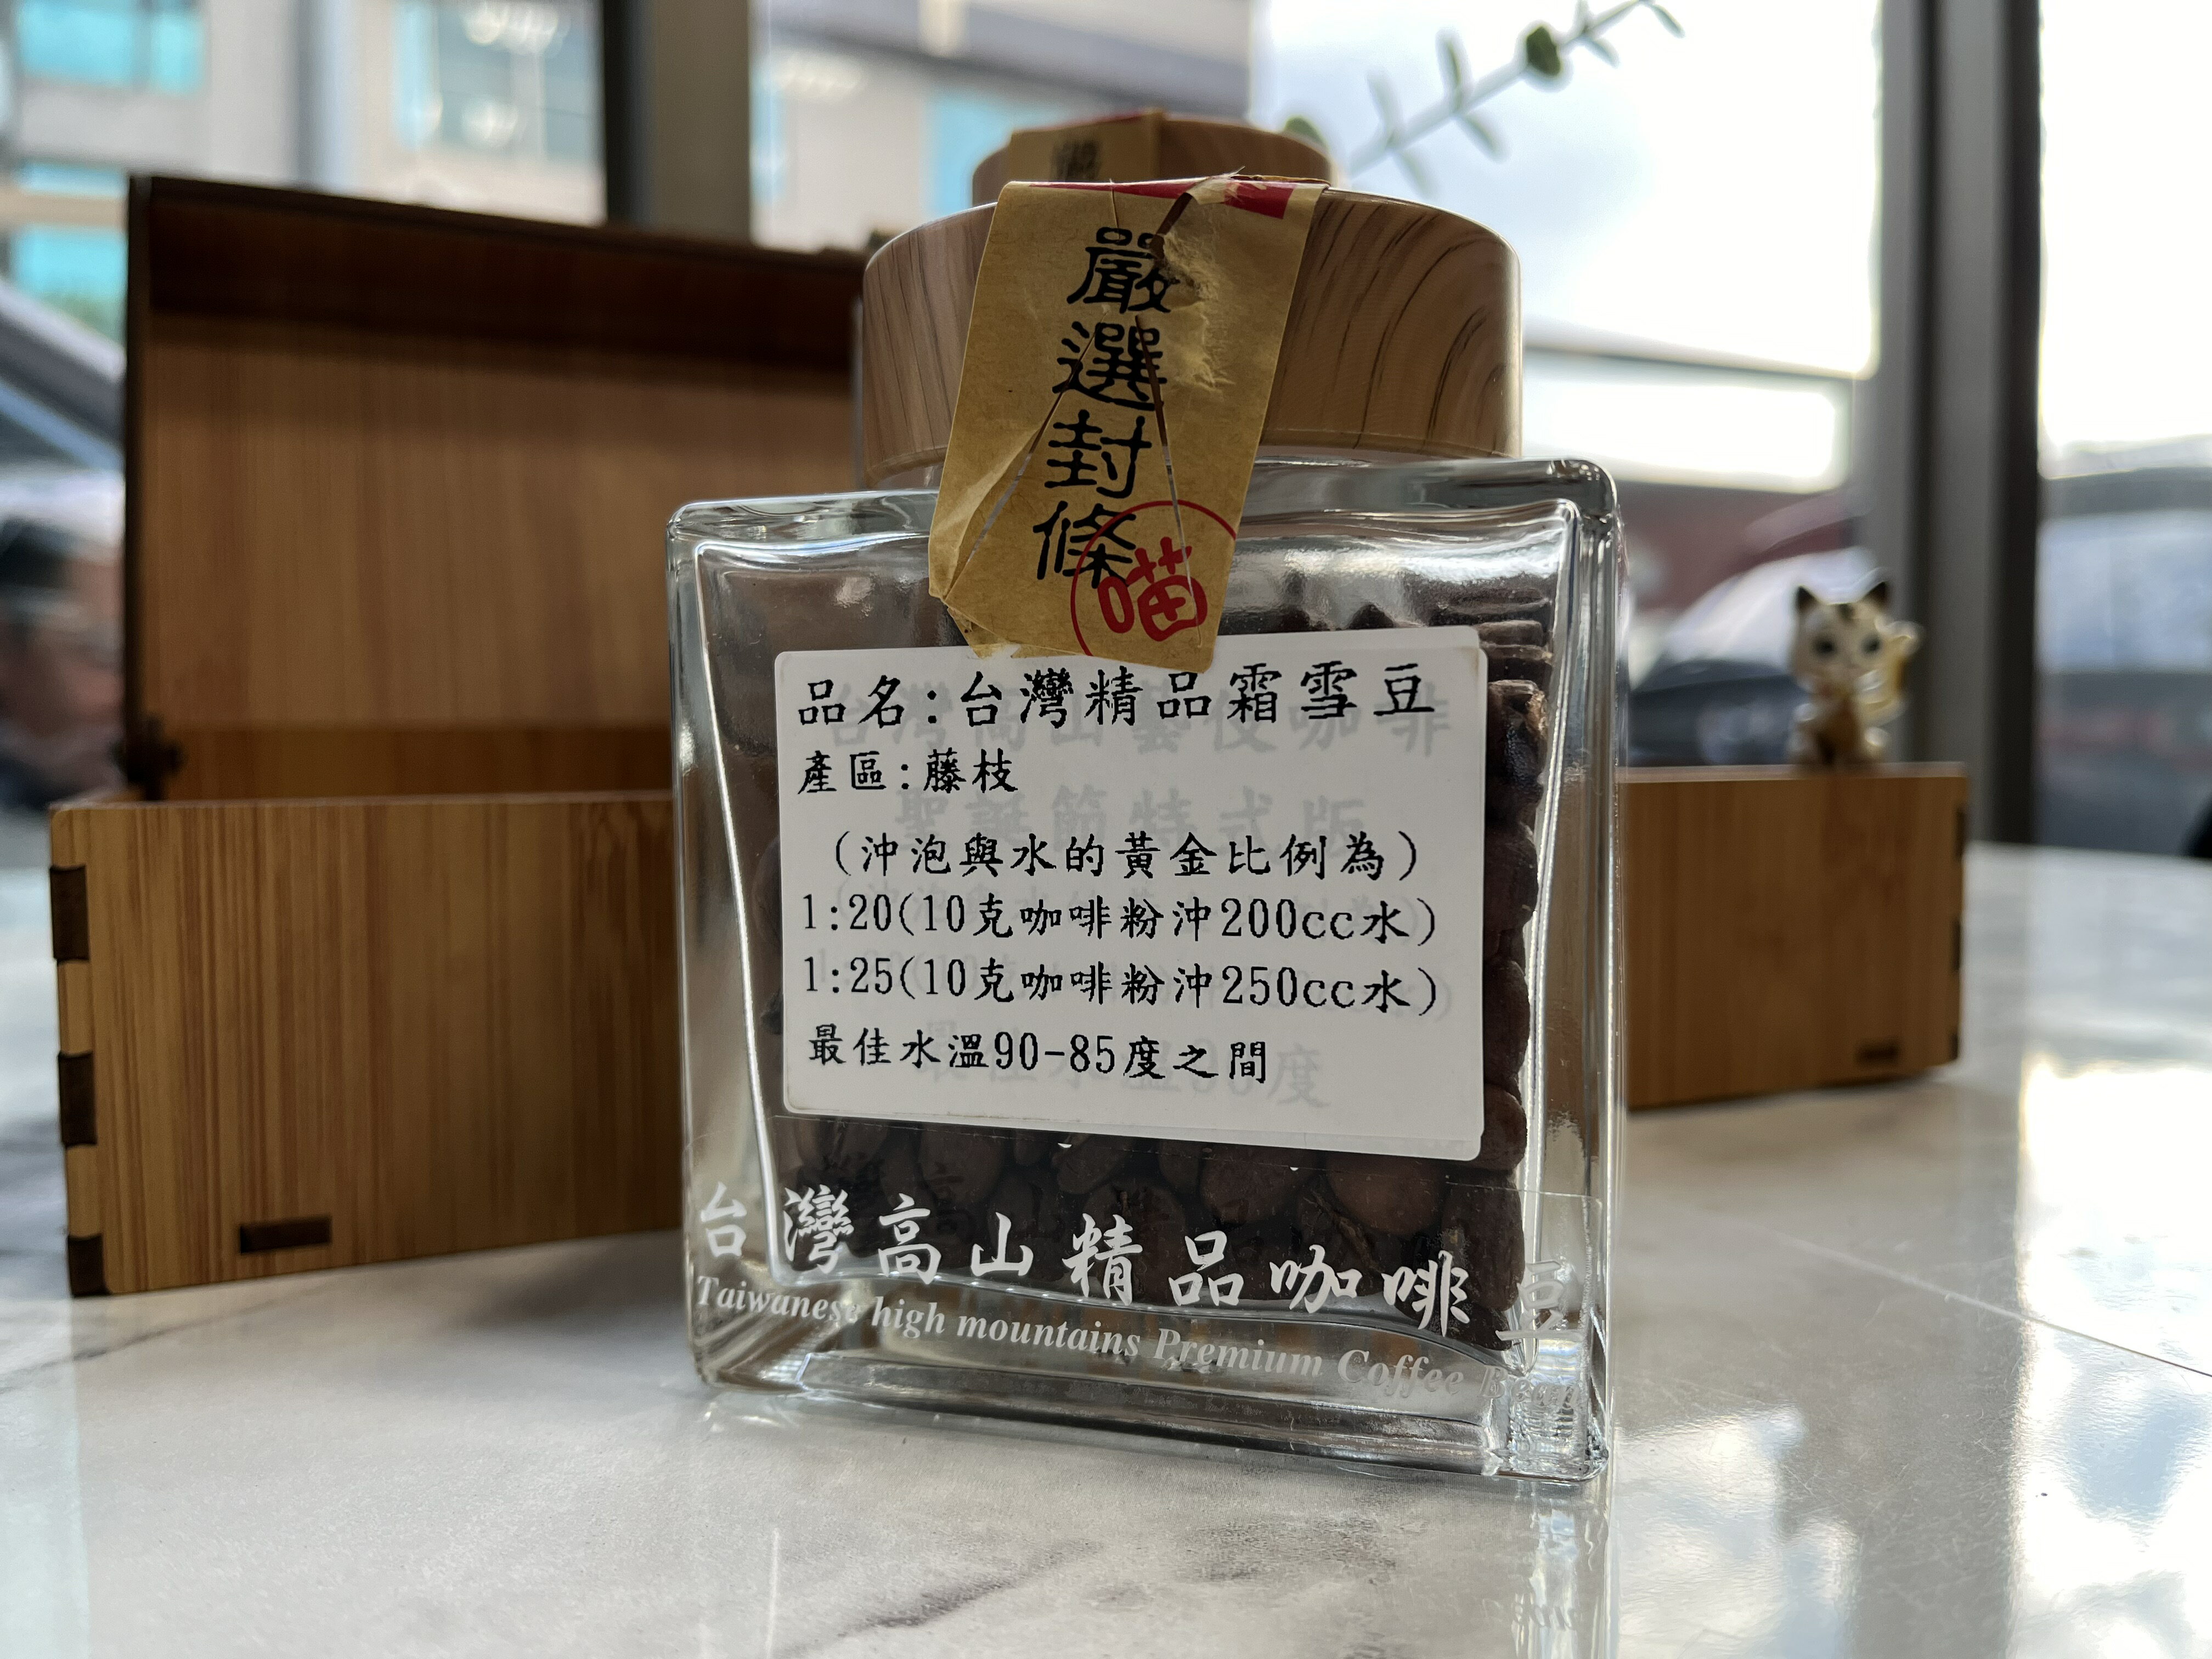 嚴選封條
喵
品名:台灣精品霜雪豆
產區:藤枝
(沖泡與水的黃金比例為)
1:20(10克咖啡粉沖200cc水)
1:25(10克咖啡粉沖250cc水)
最佳水溫90-85度之間
台灣高山精品咖啡豆
Taiwanese high mountains Premium Coffee